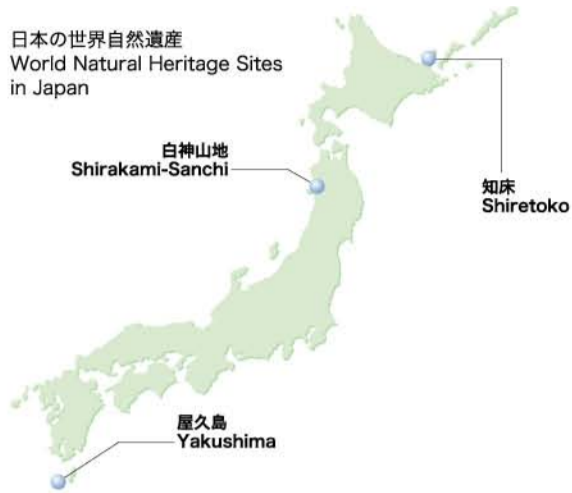 日本の世界自然遺産
World Natural Heritage Sites
in Japan
白神山地
Shirakami-Sanchi
知床
Shiretoko
屋久島
Yakushima